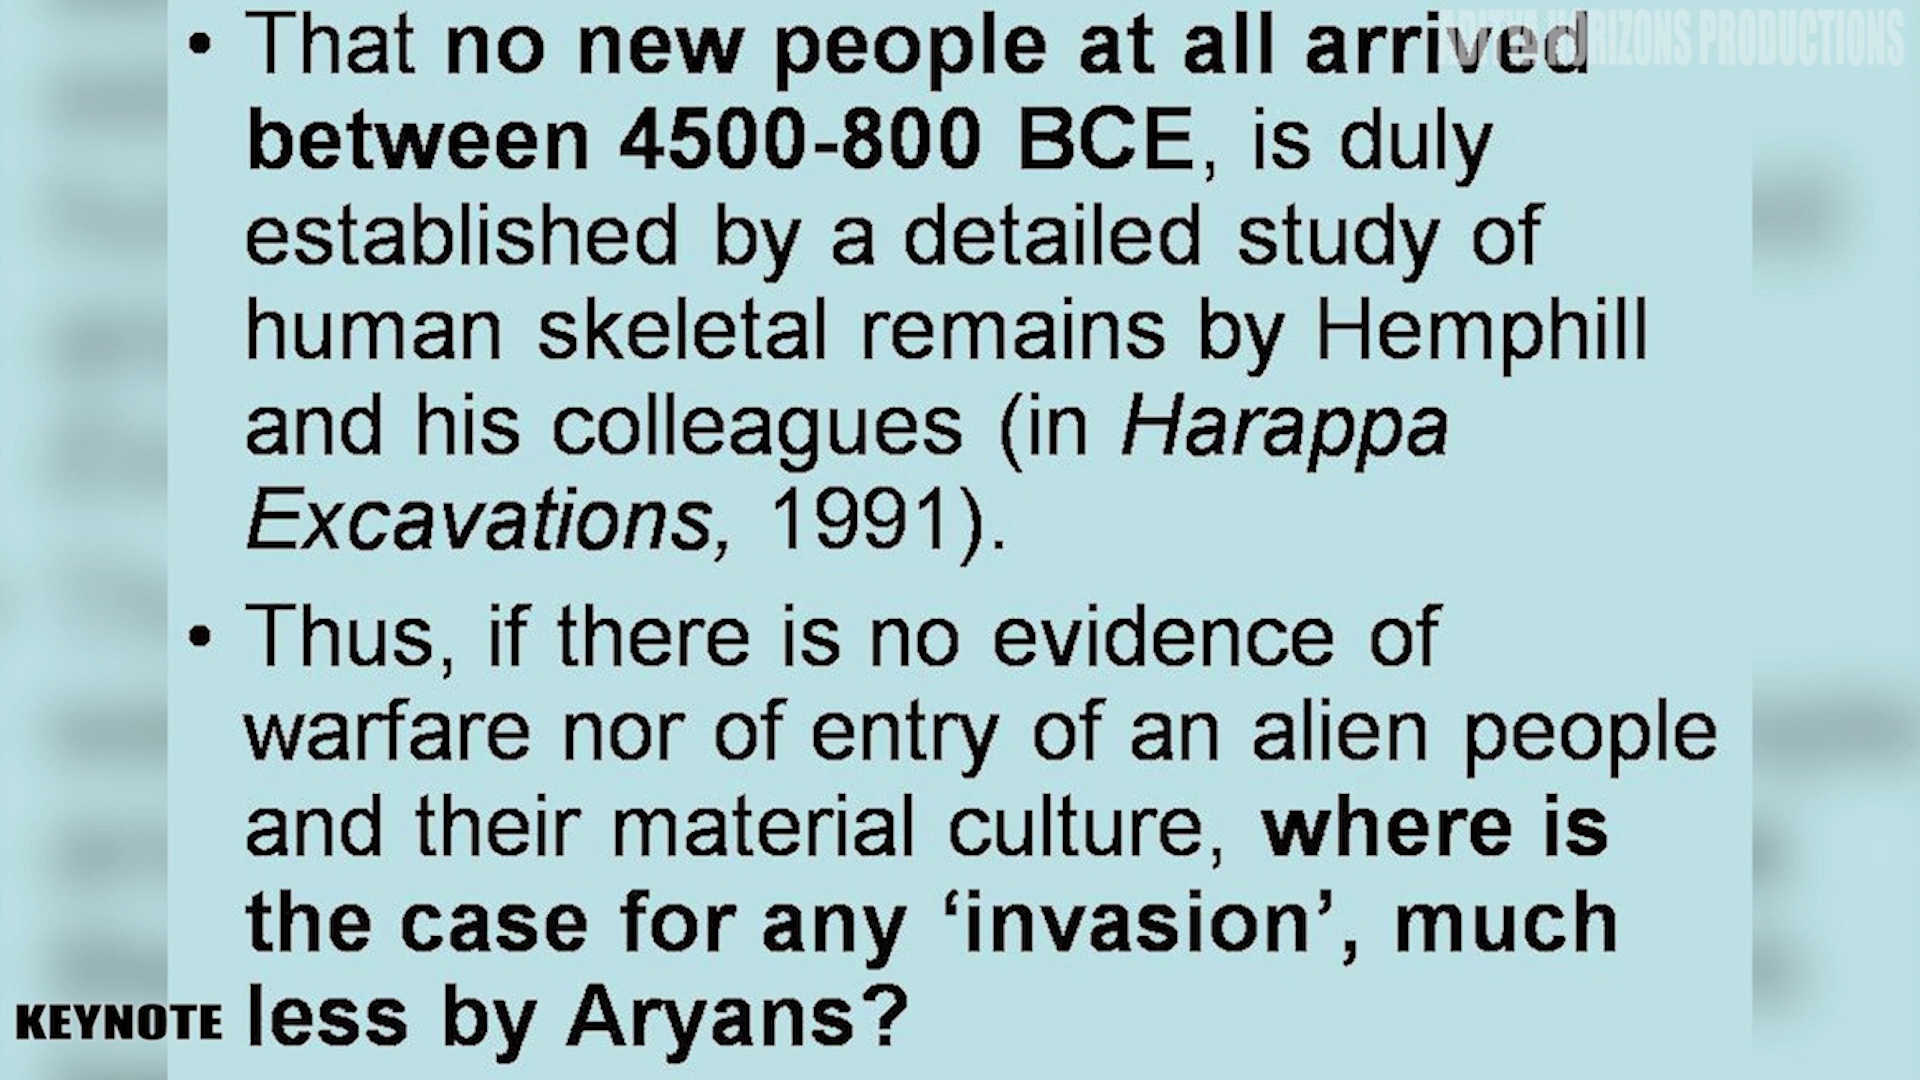 ADITYA HORIZONS PRODUCTIONS
• That no new people at all arrived
between 4500-800 BCE, is duly
established by a detailed study of
human skeletal remains by Hemphill
and his colleagues (in Harappa
Excavations, 1991).
• Thus, if there is no evidence of
warfare nor of entry of an alien people
and their material culture, where is
the case for any ‘invasion’, much
less by Aryans?
KEYNOTE